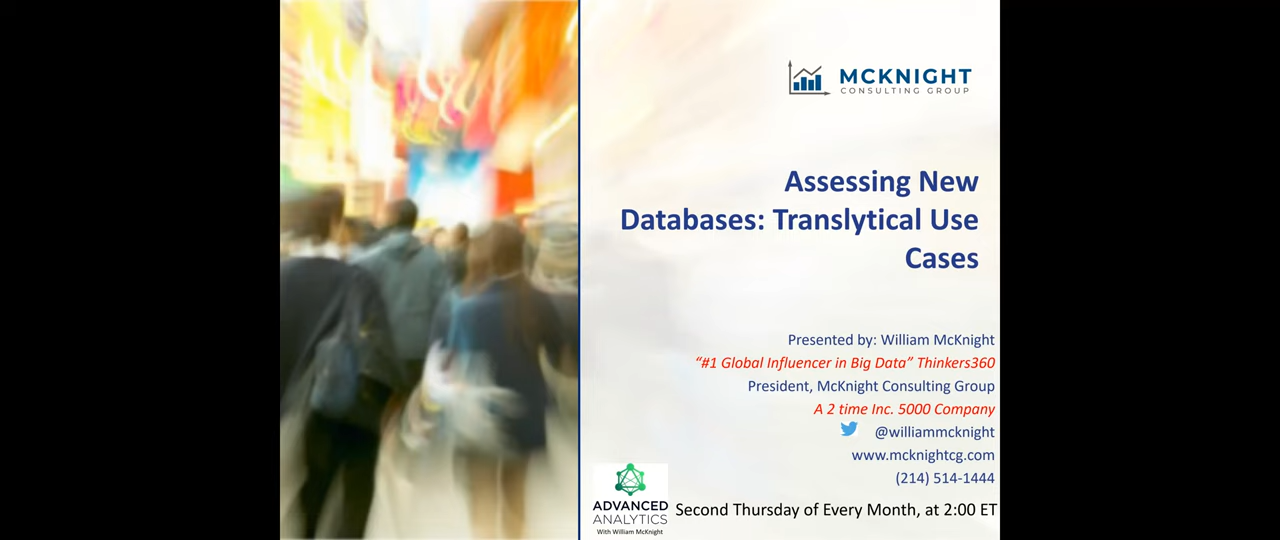 MCKNIGHT
CONSULTING GROUP
Assessing New
Databases: Translytical Use
Cases
Presented by: William McKnight
“#1 Global Influencer in Big Data” Thinkers360
President, McKnight Consulting Group
A 2 time Inc. 5000 Company
@williammcknight
www.mcknightcg.com
(214) 514-1444
ADVANCED
ANALYTICS
With William McKnight
Second Thursday of Every Month, at 2:00 ET